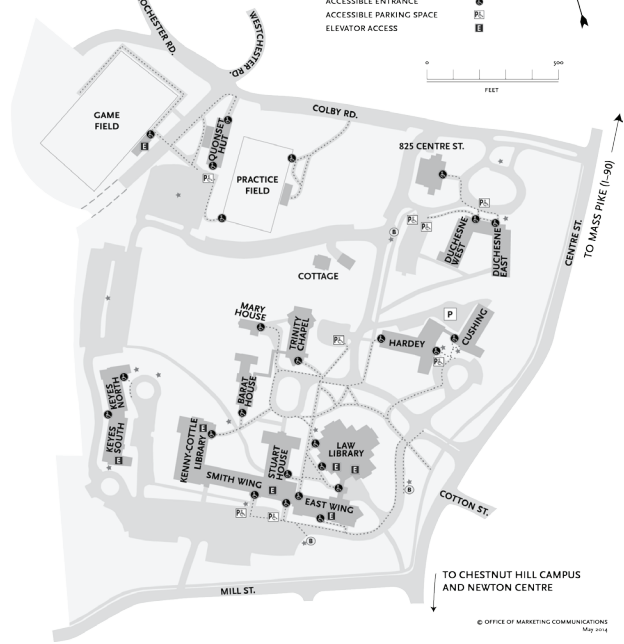 ACCESSIBLE ENTRANCE
ACCESSIBLE PARKING SPACE
P
ELEVATOR ACCESS
E
0
500
FEET
OCHESTER RD.
WESTCHESTER RD.
COLBY RD.
GAME
FIELD
E
QUONSET
HUT
P
PRACTICE
FIELD
825 CENTRE ST.
P
P
P
B
DUCHESNE
WEST
DUCHESNE
EAST
CENTRE ST.
TO MASS PIKE (I-90)
COTTAGE
MARY
HOUSE
TRINITY
CHAPEL
P
HARDEY
P
CUSHING
P
KEYES
NORTH
KEYES
SOUTH
E
BARAT
HOUSE
KENNY-COTTLE
LIBRARY
E
STUART
HOUSE
LAW
LIBRARY
E
E
SMITH WING
E
EAST WING
E
P
P
B
B
COTTON ST.
MILL ST.
TO CHESTNUT HILL CAMPUS
AND NEWTON CENTRE
© OFFICE OF MARKETING COMMUNICATIONS
May 2014